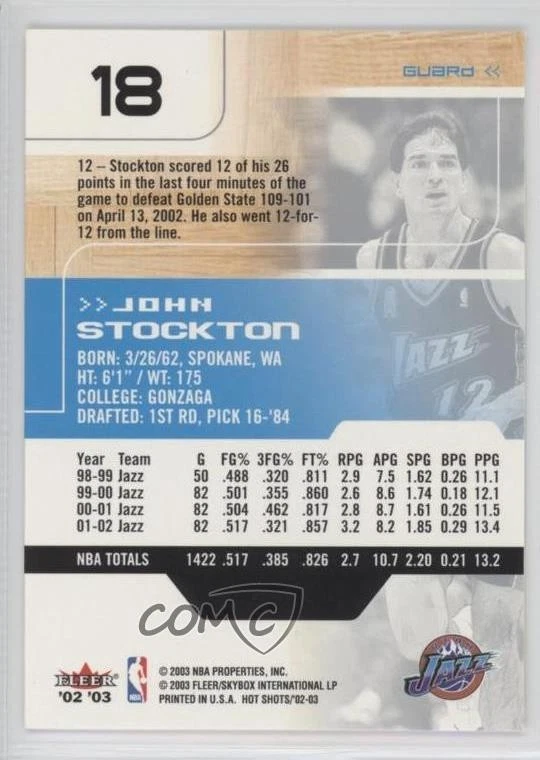 18
GUARD <<
12 – Stockton scored 12 of his 26
points in the last four minutes of the
game to defeat Golden State 109-101
on April 13, 2002. He also went 12-for-
12 from the line.
>>JOHN
STOCKTON
BORN: 3/26/62, SPOKANE, WA
HT: 6'1" / WT: 175
COLLEGE: GONZAGA
DRAFTED: 1ST RD, PICK 16-'84
JAZZ
12
Year Team G FG% 3FG% FT% RPG APG SPG BPG PPG
98-99 Jazz 50 .488 .320 .811 2.9 7.5 1.62 0.26 11.1
99-00 Jazz 82 .501 .355 .860 2.6 8.6 1.74 0.18 12.1
00-01 Jazz 82 .504 .462 .817 2.8 8.7 1.61 0.26 11.5
01-02 Jazz 82 .517 .321 .857 3.2 8.2 1.85 0.29 13.4
NBA TOTALS 1422 .517 .385 .826 2.7 10.7 2.20 0.21 13.2
COMC
FLEER
'02 '03
NBA
© 2003 NBA PROPERTIES, INC.
© 2003 FLEER/SKYBOX INTERNATIONAL LP
PRINTED IN U.S.A. HOT SHOTS/'02-03
JAZZ